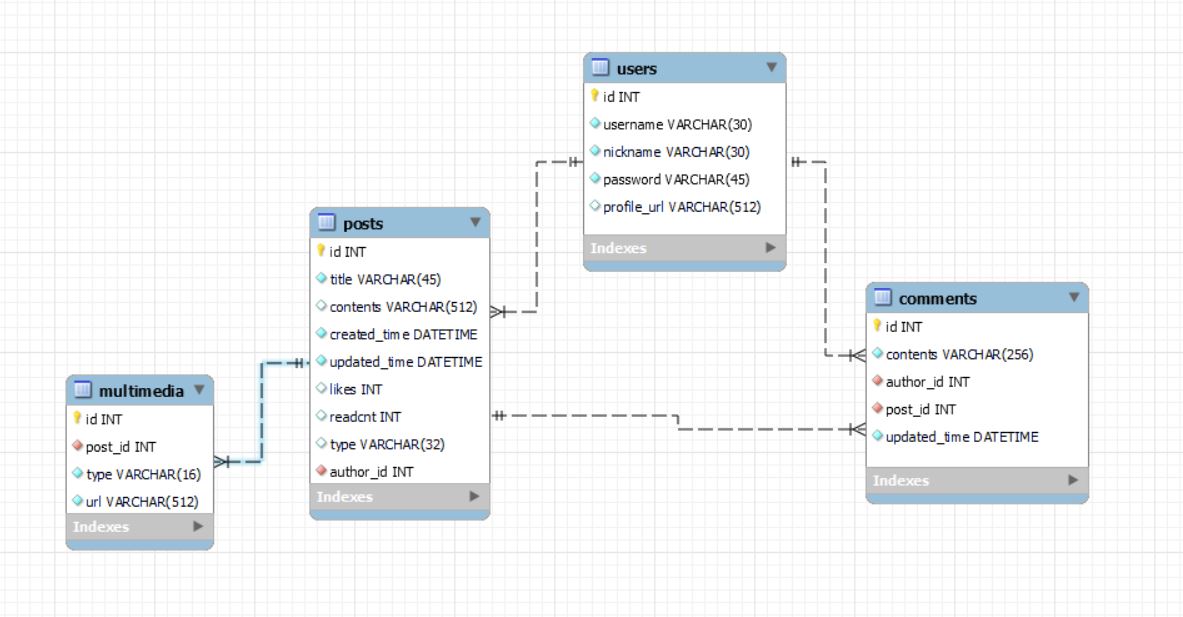 users
id INT
username VARCHAR(30)
nickname VARCHAR(30)
password VARCHAR(45)
profile_url VARCHAR(512)
Indexes
posts
id INT
title VARCHAR(45)
contents VARCHAR(512)
created_time DATETIME
updated_time DATETIME
likes INT
readcnt INT
type VARCHAR(32)
author_id INT
Indexes
comments
id INT
contents VARCHAR(256)
author_id INT
post_id INT
updated_time DATETIME
Indexes
multimedia
id INT
post_id INT
type VARCHAR(16)
url VARCHAR(512)
Indexes